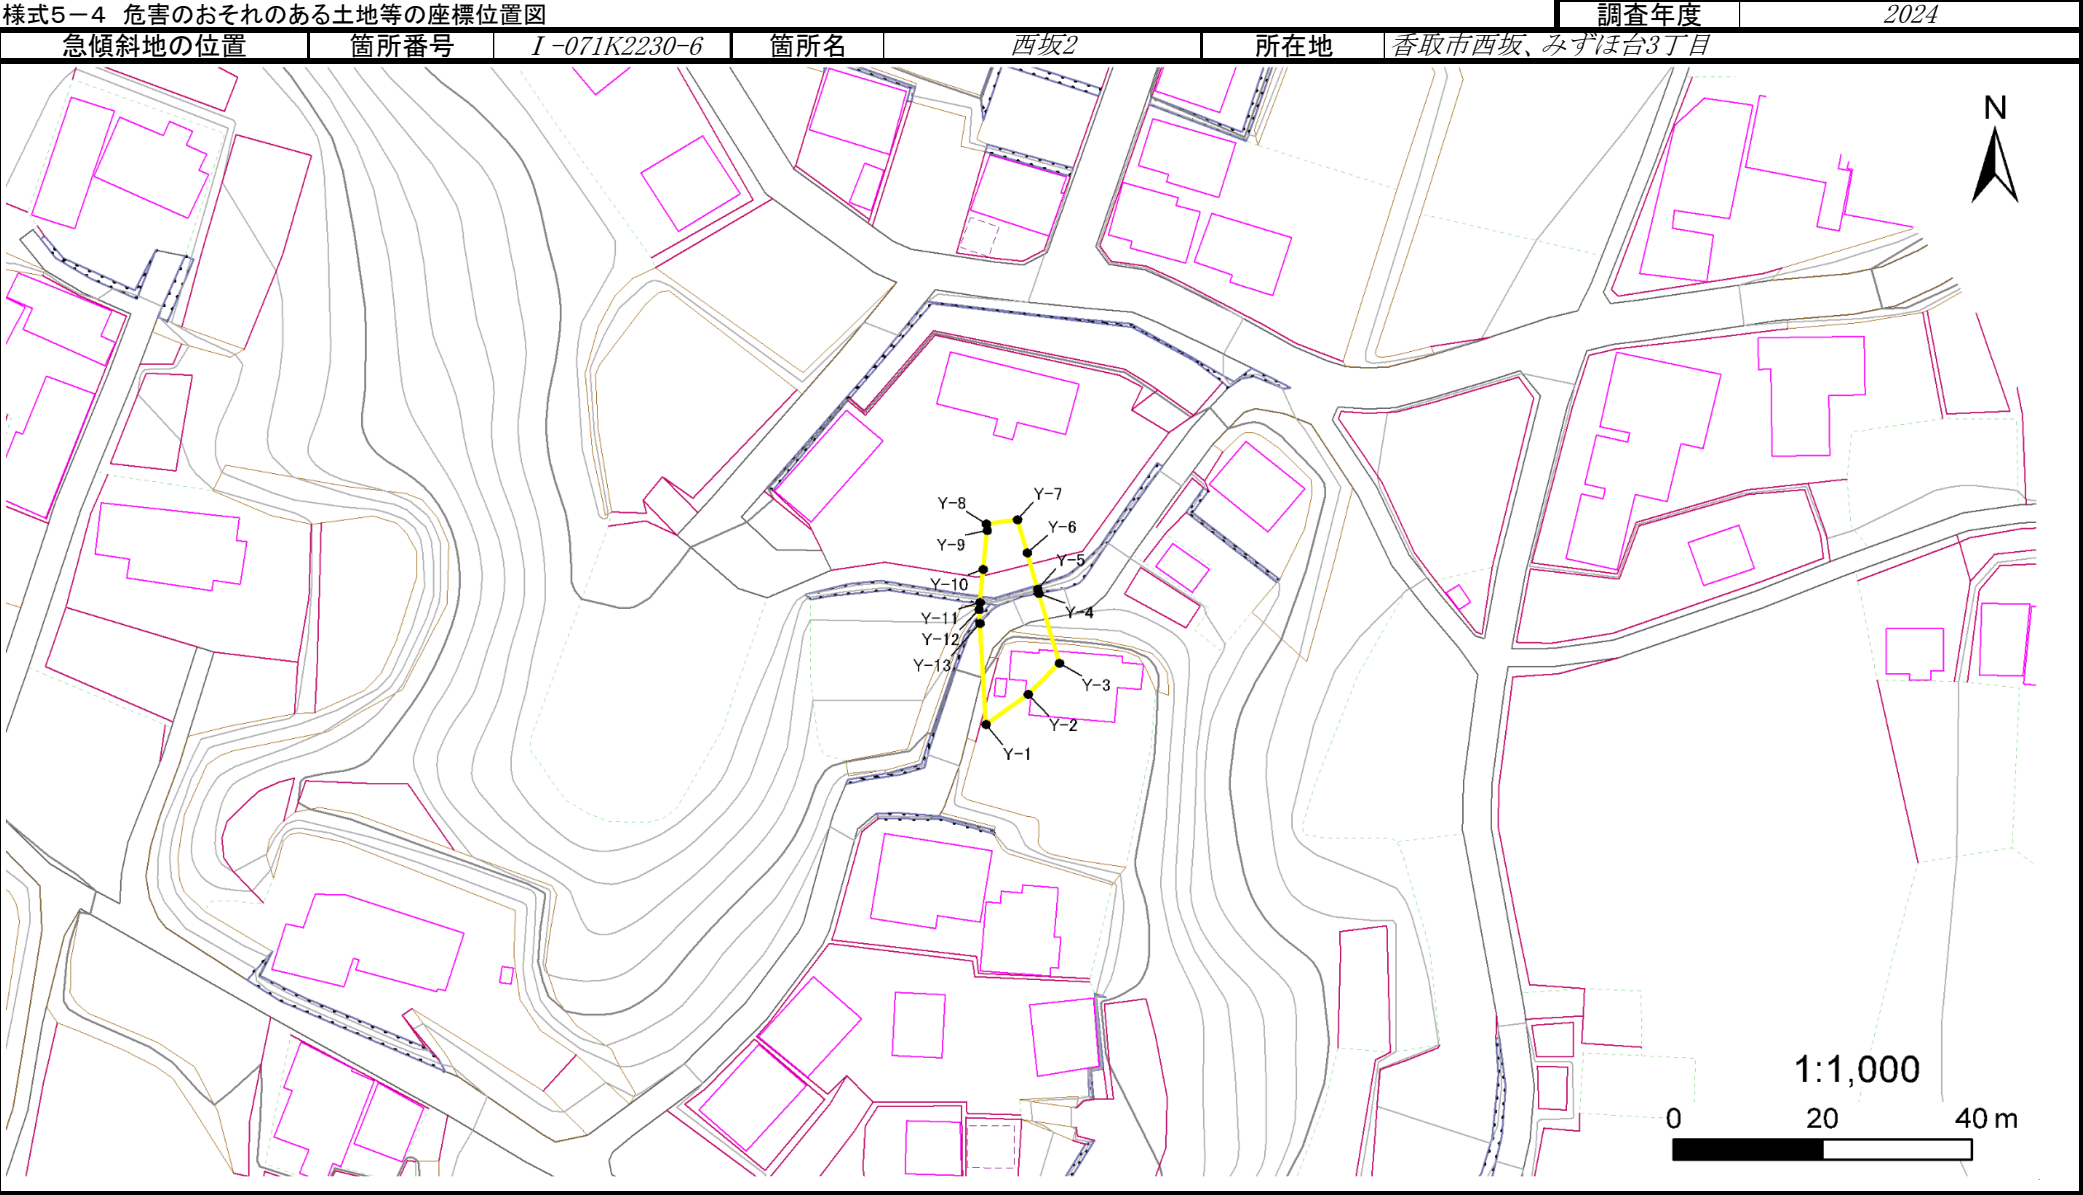 様式5－4 危害のおそれのある土地等の座標位置図
調査年度 2024
急傾斜地の位置 箇所番号 Ⅰ-071K2230-6 箇所名 西坂2 所在地 香取市西坂、みずほ台3丁目
N
Y-7
Y-8
Y-6
Y-9
Y-5
Y-10
Y-4
Y-11
Y-12
Y-13
Y-3
Y-2
Y-1
1:1,000
0 20 40 m